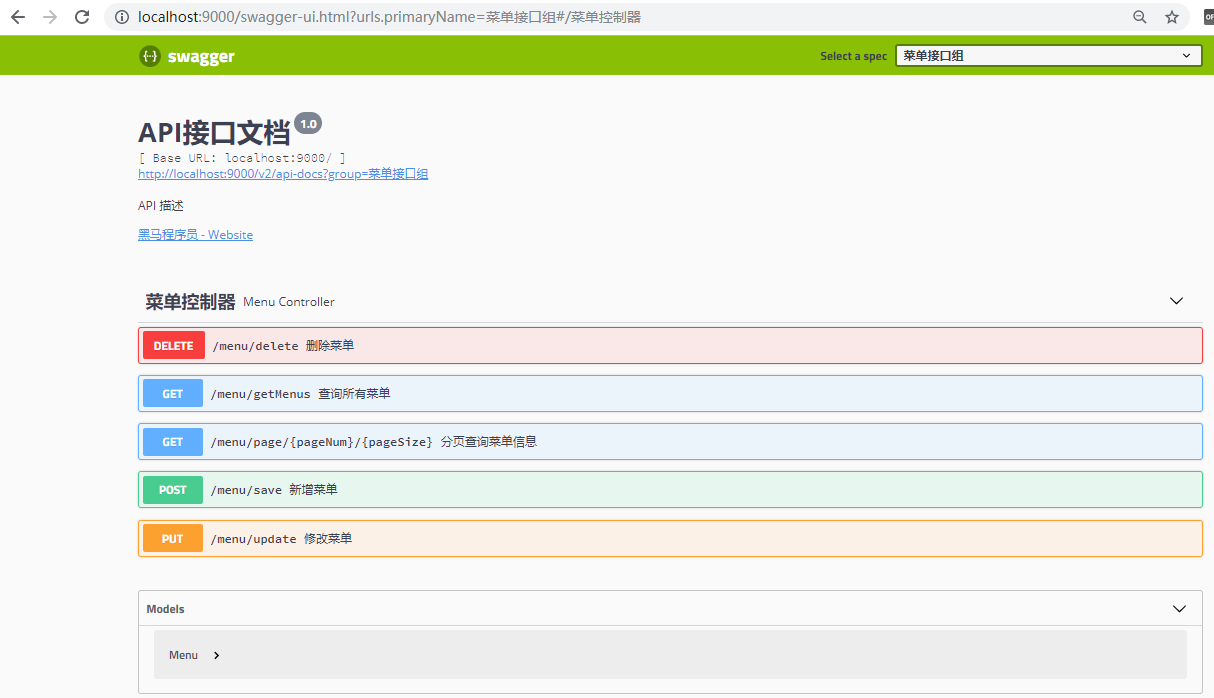 localhost:9000/swagger-ui.html?urls.primaryName=菜单接口组#/菜单控制器
swagger
Select a spec
菜单接口组
API接口文档 1.0
[ Base URL: localhost:9000/ ]
http://localhost:9000/v2/api-docs?group=菜单接口组
API 描述
黑马程序员 - Website
菜单控制器 Menu Controller
DELETE /menu/delete 删除菜单
GET /menu/getMenus 查询所有菜单
GET /menu/page/{pageNum}/{pageSize} 分页查询菜单信息
POST /menu/save 新增菜单
PUT /menu/update 修改菜单
Models
Menu